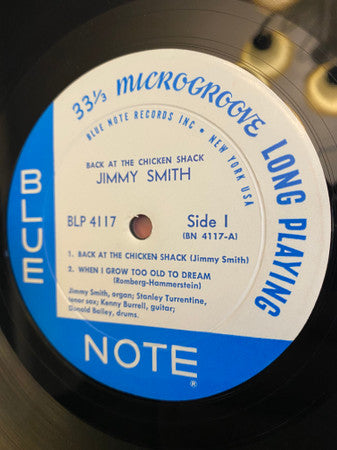 33⅓ MICROGROOVE LONG PLAYING
BLUE NOTE RECORDS INC • NEW YORK USA
BACK AT THE CHICKEN SHACK
JIMMY SMITH
BLP 4117
Side 1
(BN 4117-A)
1. BACK AT THE CHICKEN SHACK (Jimmy Smith)
2. WHEN I GROW TOO OLD TO DREAM
(Romberg-Hammerstein)
Jimmy Smith, organ; Stanley Turrentine,
tenor sax; Kenny Burrell, guitar;
Donald Bailey, drums.
BLUE
NOTE
®